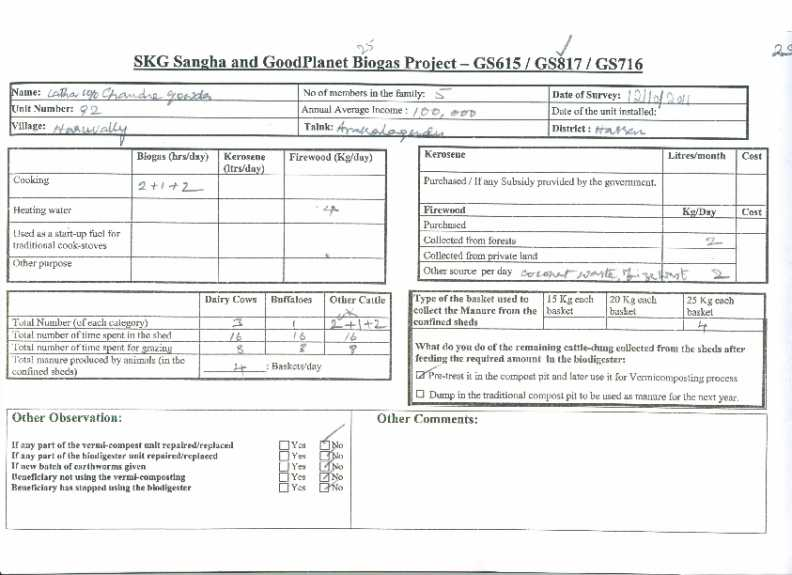 25
SKG Sangha and GoodPlanet Biogas Project – GS615 / GS817 / GS716
Name: Latha w/o Chandre gowda No of members in the family: 5 Date of Survey: 12/10/2011
Unit Number: 92 Annual Average Income : 100,000 Date of the unit installed:
Village: Taluk: District : Hassan
Biogas (hrs/day) Kerosene (ltrs/day) Firewood (Kg/day)
Cooking 2+1+2
Heating water 4
Used as a start-up fuel for traditional cook-stoves
Other purpose
Kerosene Litres/month Cost
Purchased / If any Subsidy provided by the government.
Firewood Kg/Day Cost
Purchased
Collected from forests 2
Collected from private land
Other source per day coconut waste, 2
Dairy Cows Buffaloes Other Cattle
Total Number (of each category) 3 1 2+1+2
Total number of time spent in the shed 16 16 16
Total number of time spent for grazing 8 8 8
Total manure produced by animals (in the confined sheds) 4 : Baskets/day
Type of the basket used to collect the Manure from the confined sheds 15 Kg each basket 20 Kg each basket 25 Kg each basket
4
What do you do of the remaining cattle-dung collected from the sheds after
feeding the required amount In the biodigester:
Pre-treat it in the compost pit and later use it for Vermicomposting process
Dump in the traditional compost pit to be used as manure for the next year.
Other Observation:
If any part of the vermi-compost unit repaired/replaced Yes No
If any part of the biodigester unit repaired/replaced Yes No
If new batch of earthworms given Yes No
Beneficiary not using the vermi-composting Yes No
Beneficiary has stopped using the biodigester Yes No
Other Comments: